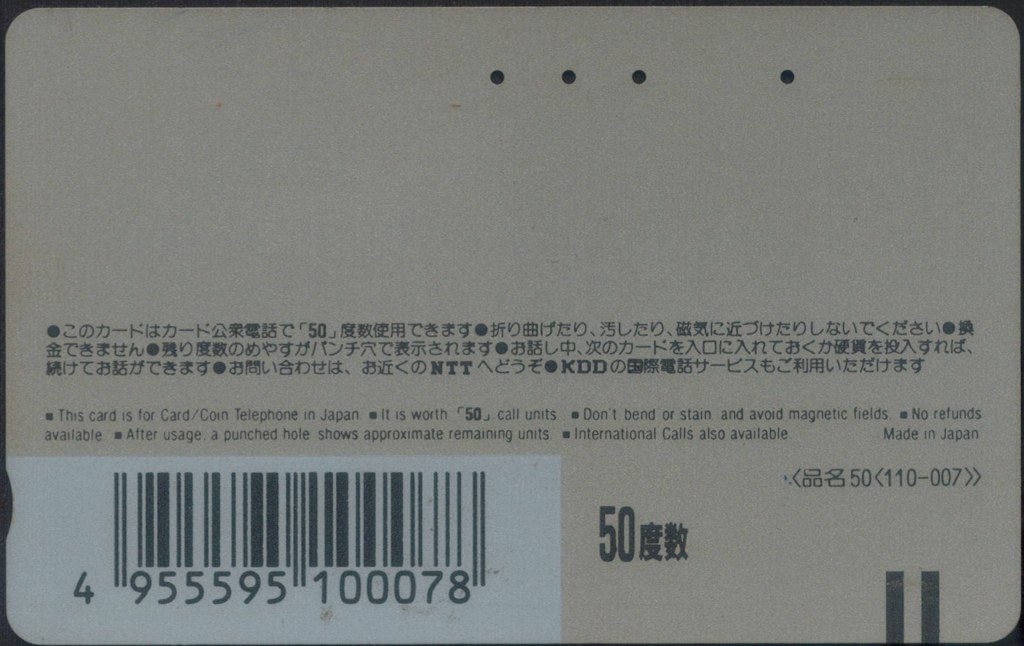 ●このカードはカード公衆電話で「50」度数使用できます●折り曲げたり、汚したり、磁気に近づけたりしないでください●換
金できません●残り度数のめやすがパンチ穴で表示されます●お話し中、次のカードを入口に入れておくか硬貨を投入すれば、
続けてお話ができます●お問い合わせは、お近くのNTTへどうぞ●KDDの国際電話サービスもご利用いただけます
■This card is for Card/Coin Telephone in Japan. ■It is worth「50」call units. ■Don't bend or stain, and avoid magnetic fields. ■No refunds
available. ■After usage, a punched hole shows approximate remaining units. ■International Calls also available. Made in Japan
〈品名50〈110-007〉〉
50度数
4 955595 100078